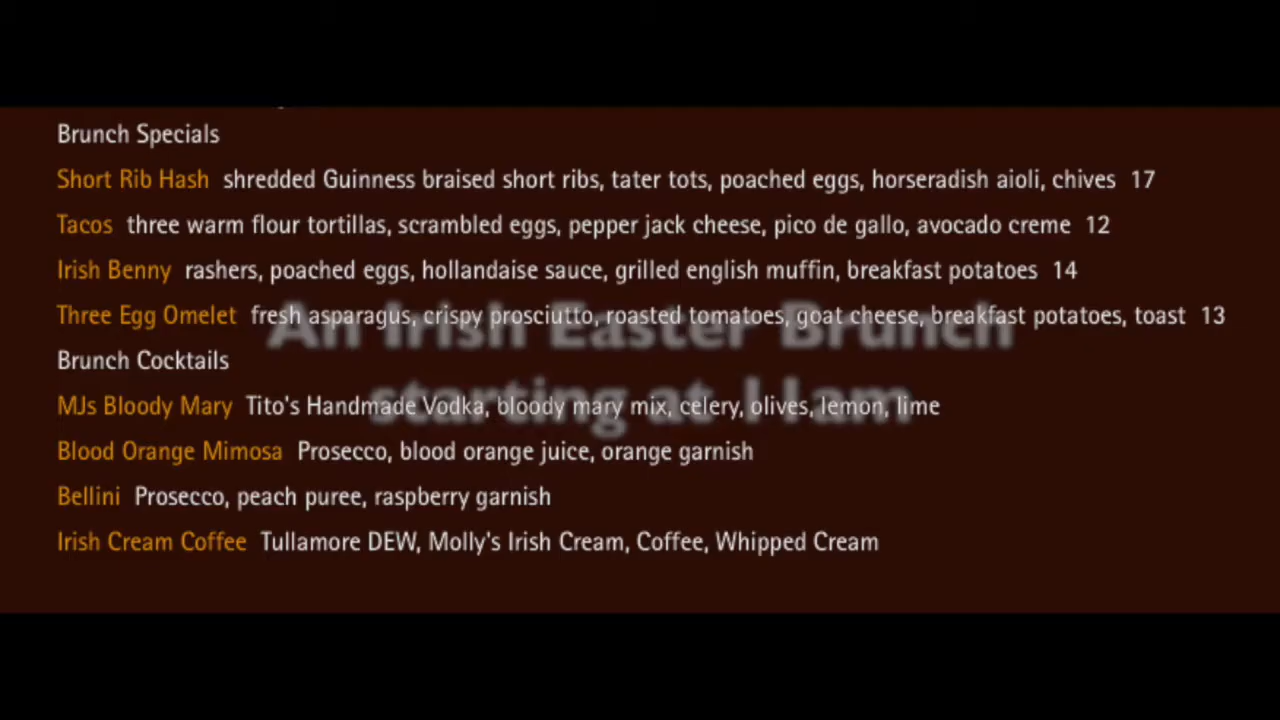 Brunch Specials
Short Rib Hash shredded Guinness braised short ribs, tater tots, poached eggs, horseradish aioli, chives 17
Tacos three warm flour tortillas, scrambled eggs, pepper jack cheese, pico de gallo, avocado creme 12
Irish Benny rashers, poached eggs, hollandaise sauce, grilled english muffin, breakfast potatoes 14
Three Egg Omelet fresh asparagus, crispy prosciutto, roasted tomatoes, goat cheese, breakfast potatoes, toast 13
An Irish Easter Brunch
Brunch Cocktails
starting at 11am
MJs Bloody Mary Tito's Handmade Vodka, bloody mary mix, celery, olives, lemon, lime
Blood Orange Mimosa Prosecco, blood orange juice, orange garnish
Bellini Prosecco, peach puree, raspberry garnish
Irish Cream Coffee Tullamore DEW, Molly's Irish Cream, Coffee, Whipped Cream